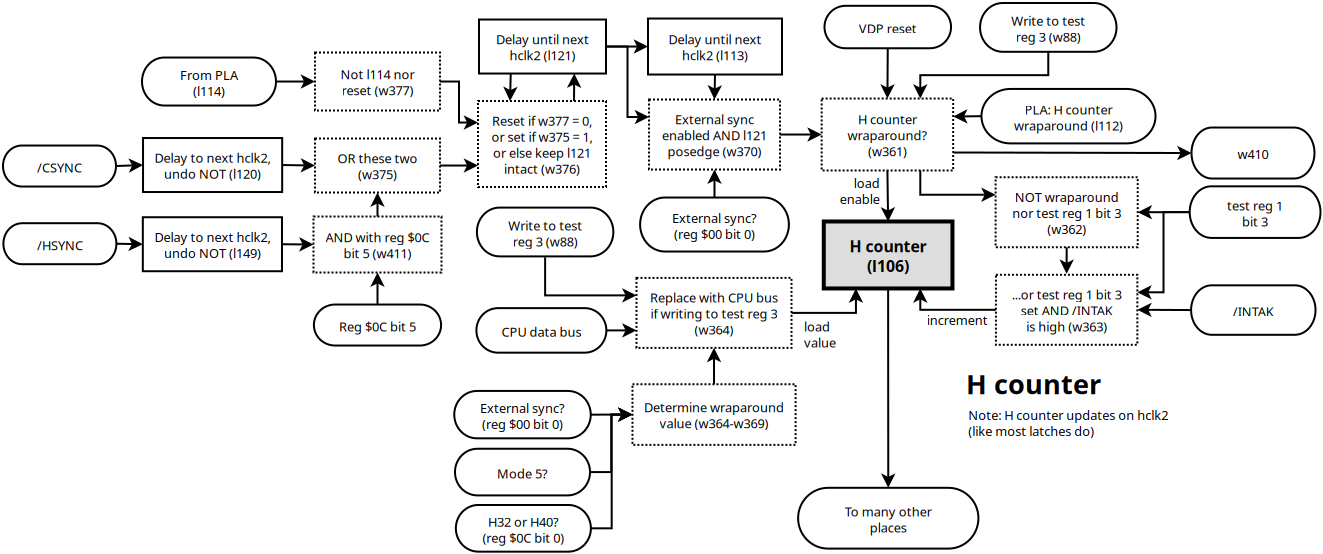 From PLA
(l114)
Not l114 nor
reset (w377)
Delay until next
hclk2 (l121)
Delay until next
hclk2 (l113)
VDP reset
Write to test
reg 3 (w88)
/CSYNC
Delay to next hclk2,
undo NOT (l120)
OR these two
(w375)
Reset if w377 = 0,
or set if w375 = 1,
or else keep l121
intact (w376)
External sync
enabled AND l121
posedge (w370)
H counter
wraparound?
(w361)
PLA: H counter
wraparound (l112)
w410
/HSYNC
Delay to next hclk2,
undo NOT (l149)
AND with reg $0C
bit 5 (w411)
Reg $0C bit 5
Write to test
reg 3 (w88)
External sync?
(reg $00 bit 0)
load
enable
NOT wraparound
nor test reg 1 bit 3
(w362)
test reg 1
bit 3
H counter
(l106)
CPU data bus
Replace with CPU bus
if writing to test reg 3
(w364)
load
value
increment
...or test reg 1 bit 3
set AND /INTAK
is high (w363)
/INTAK
External sync?
(reg $00 bit 0)
Mode 5?
H32 or H40?
(reg $0C bit 0)
Determine wraparound
value (w364-w369)
H counter
Note: H counter updates on hclk2
(like most latches do)
To many other
places